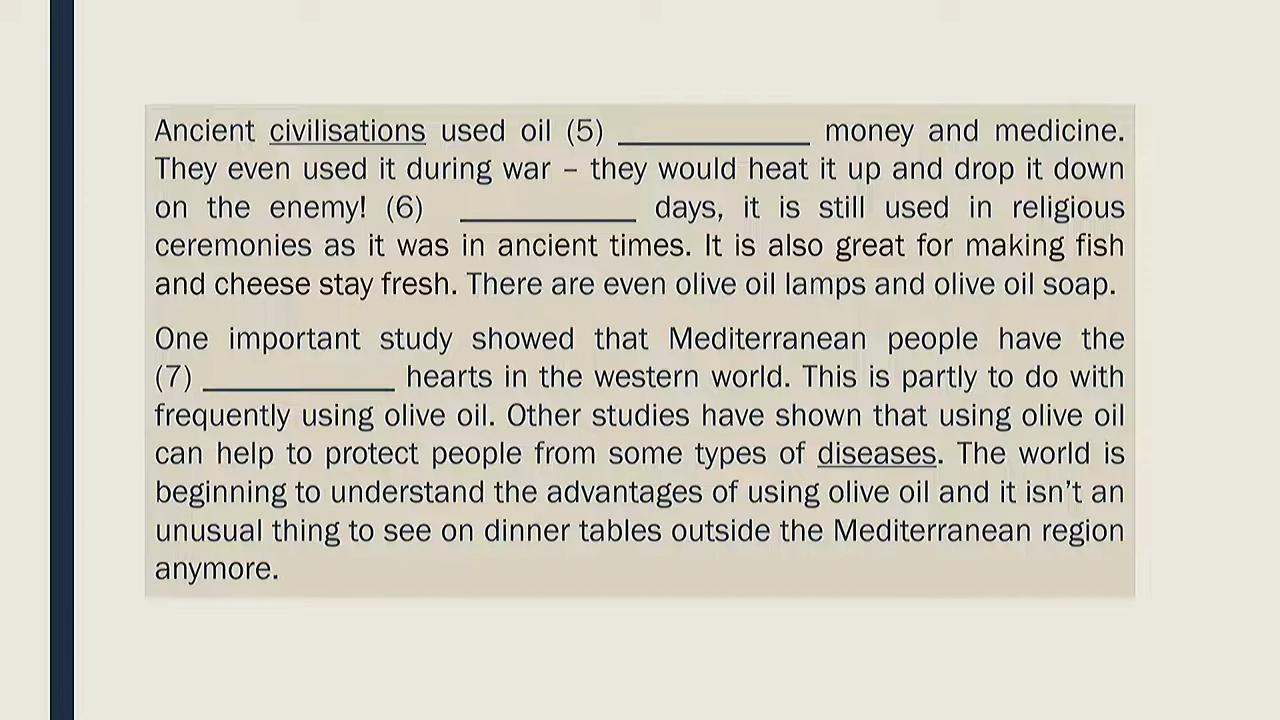 Ancient civilisations used oil (5) ____________ money and medicine.
They even used it during war – they would heat it up and drop it down
on the enemy! (6) ___________ days, it is still used in religious
ceremonies as it was in ancient times. It is also great for making fish
and cheese stay fresh. There are even olive oil lamps and olive oil soap.
One important study showed that Mediterranean people have the
(7) ____________ hearts in the western world. This is partly to do with
frequently using olive oil. Other studies have shown that using olive oil
can help to protect people from some types of diseases. The world is
beginning to understand the advantages of using olive oil and it isn’t an
unusual thing to see on dinner tables outside the Mediterranean region
anymore.